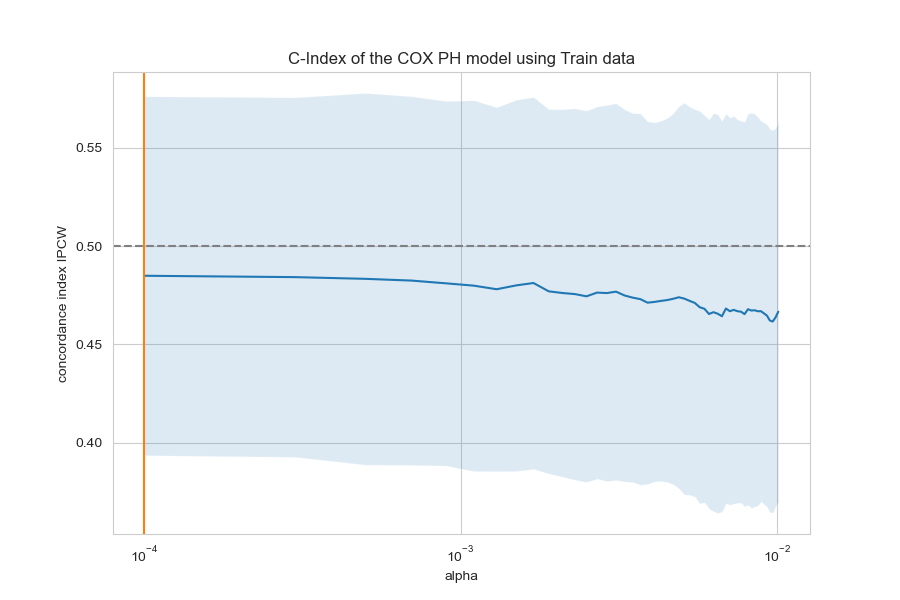 C-Index of the COX PH model using Train data
concordance index IPCW
0.55
0.50
0.45
0.40
10⁻⁴
10⁻³
10⁻²
alpha